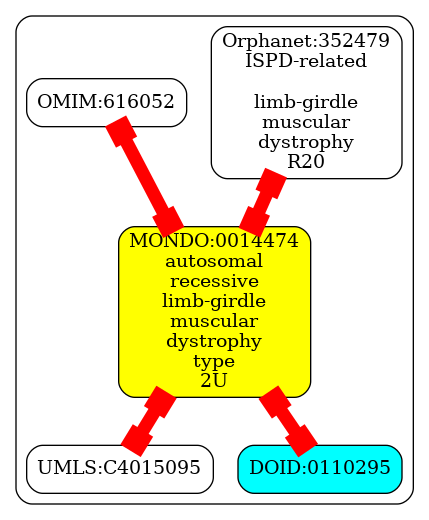 Orphanet:352479
ISPD-related
limb-girdle
muscular
dystrophy
R20
OMIM:616052
MONDO:0014474
autosomal
recessive
limb-girdle
muscular
dystrophy
type
2U
UMLS:C4015095
DOID:0110295